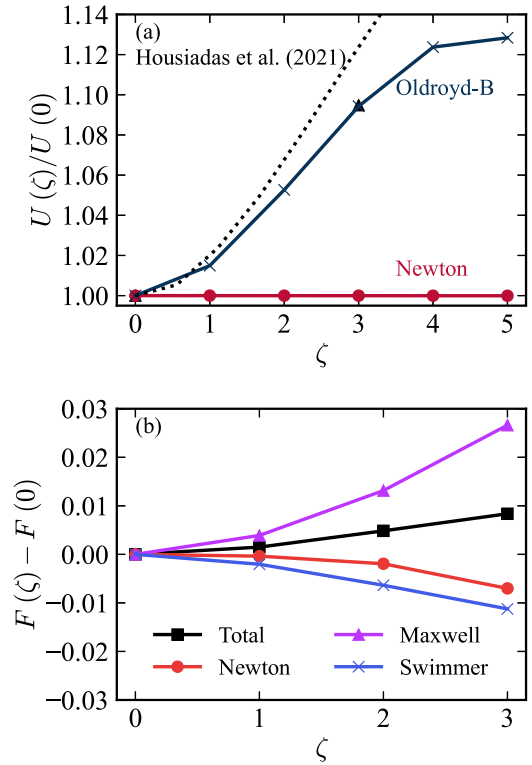 (a)
Housiadas et al. (2021)
Oldroyd-B
Newton
1.14
1.12
1.10
1.08
1.06
1.04
1.02
1.00
U (ζ)/U (0)
0 1 2 3 4 5
ζ
(b)
0.03
0.02
0.01
0.00
−0.01
−0.02
−0.03
F (ζ) − F (0)
Total Maxwell
Newton Swimmer
0 1 2 3
ζ